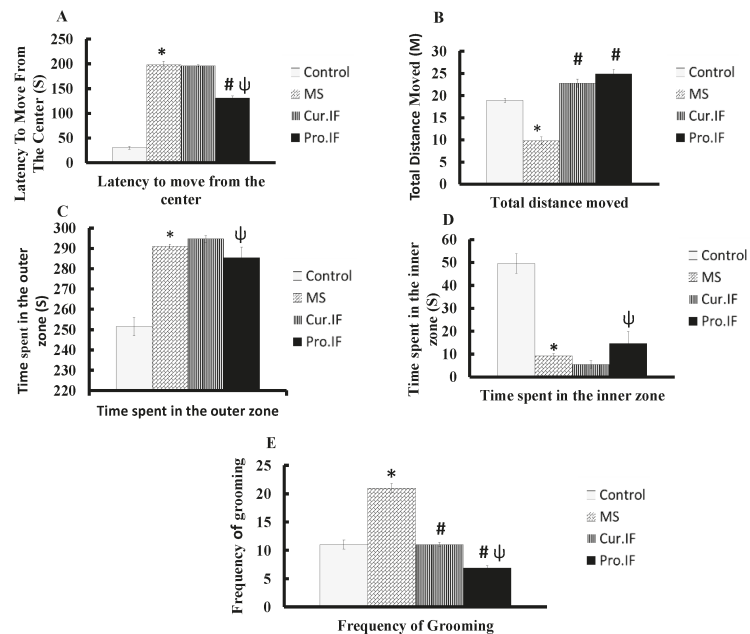 A
Latency To Move From
The Center (S)
250
200
150
100
50
0
*
# ψ
Control
MS
Cur.IF
Pro.IF
Latency to move from the
center
B
Total Distance Moved (M)
30
25
20
15
10
5
0
*
#
#
Control
MS
Cur.IF
Pro.IF
Total distance moved
C
Time spent in the outer
zone (S)
300
290
280
270
260
250
240
230
220
*
ψ
Control
MS
Cur.IF
Pro.IF
Time spent in the outer zone
D
Time spent in the inner
zone (S)
60
50
40
30
20
10
0
*
ψ
Control
MS
Cur.IF
Pro.IF
Time spent in the inner zone
E
Frequency of grooming
25
20
15
10
5
0
*
#
# ψ
Control
MS
Cur.IF
Pro.IF
Frequency of Grooming